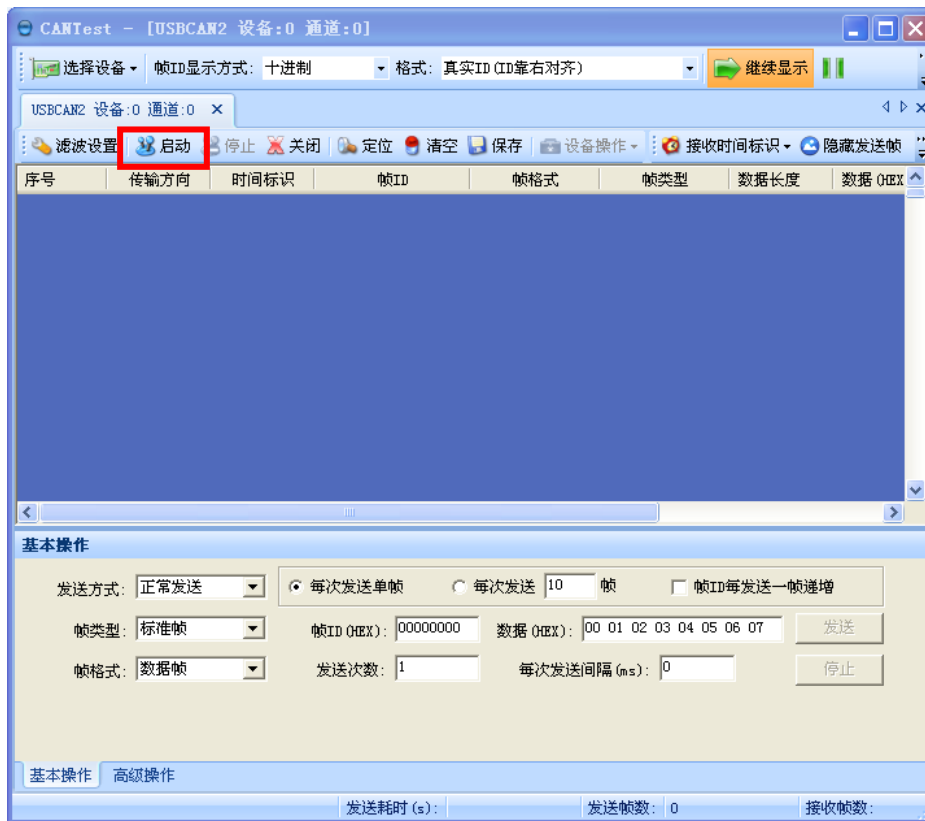 CANTest - [USBCAN2 设备:0 通道:0]
选择设备 帧ID显示方式: 十进制 格式: 真实ID(ID靠右对齐) 继续显示
USBCAN2 设备:0 通道:0
滤波设置 启动 停止 关闭 定位 清空 保存 设备操作 接收时间标识 隐藏发送帧
序号 传输方向 时间标识 帧ID 帧格式 帧类型 数据长度 数据(HEX
基本操作
发送方式: 正常发送 每次发送单帧 每次发送 10 帧 帧ID每发送一帧递增
帧类型: 标准帧 帧ID(HEX): 00000000 数据(HEX): 00 01 02 03 04 05 06 07 发送
帧格式: 数据帧 发送次数: 1 每次发送间隔(ms): 0 停止
基本操作 高级操作
发送耗时(s): 发送帧数: 0 接收帧数: